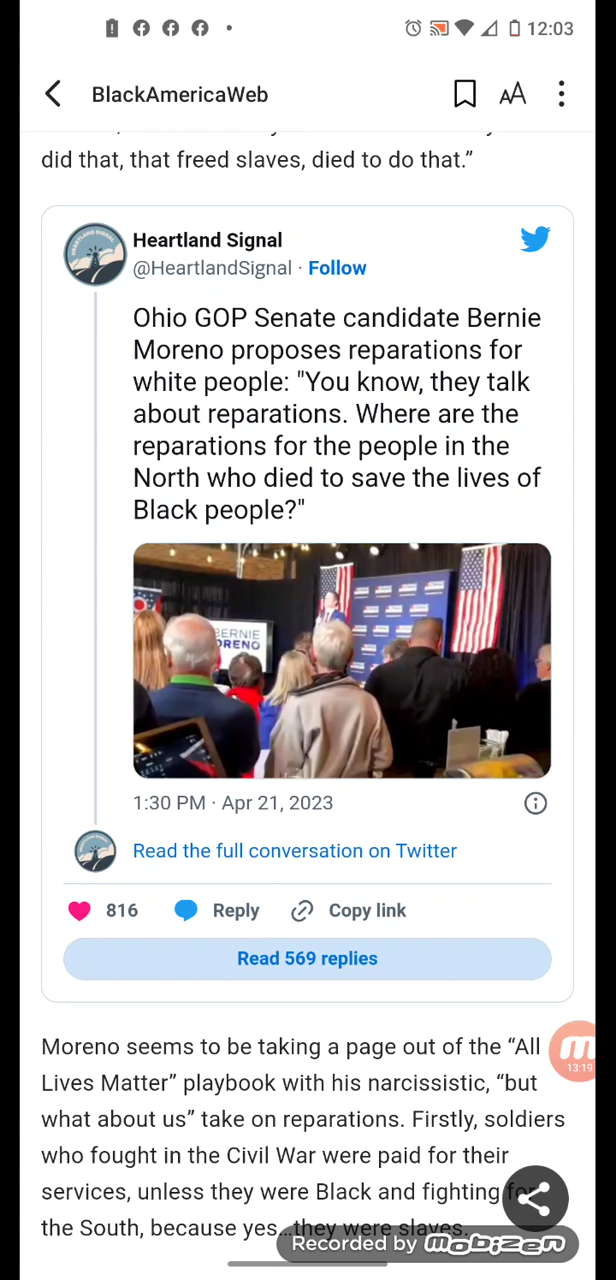 12:03
BlackAmericaWeb
AA
did that, that freed slaves, died to do that.”
Heartland Signal
@HeartlandSignal · Follow
Ohio GOP Senate candidate Bernie
Moreno proposes reparations for
white people: "You know, they talk
about reparations. Where are the
reparations for the people in the
North who died to save the lives of
Black people?"
BERNIE
ORENO
1:30 PM · Apr 21, 2023
Read the full conversation on Twitter
816 Reply Copy link
Read 569 replies
Moreno seems to be taking a page out of the “All
Lives Matter” playbook with his narcissistic, “but
what about us” take on reparations. Firstly, soldiers
who fought in the Civil War were paid for their
services, unless they were Black and fighting for
the South, because yes…they were slaves.
13:19
Recorded by Mobizen